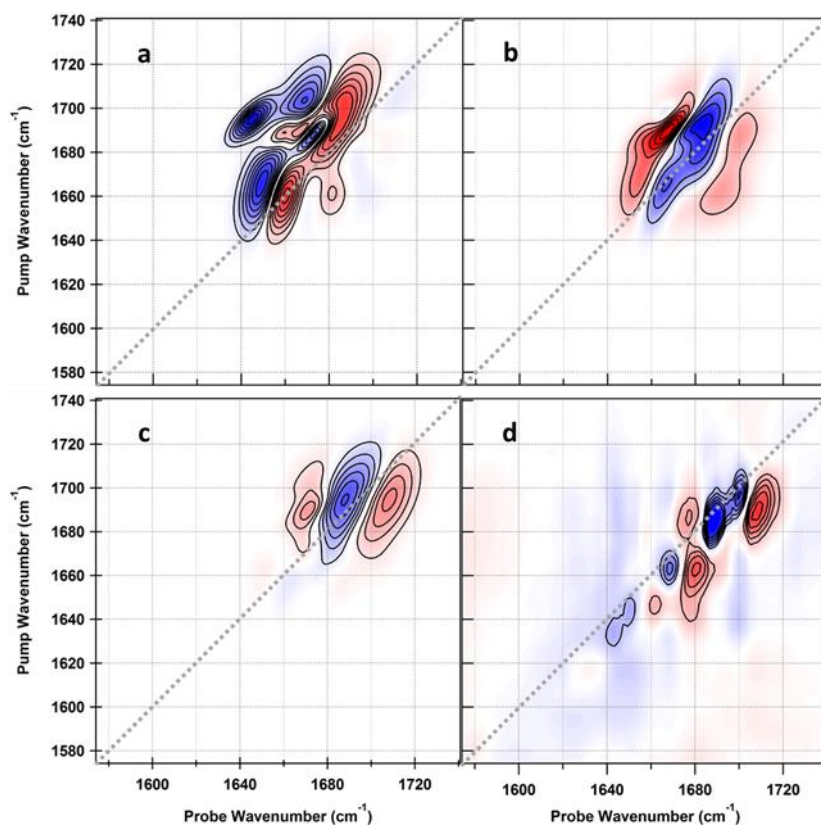 1740
1720
1700
1680
1660
1640
1620
1600
1580
Pump Wavenumber (cm-1)
a
b
1740
1720
1700
1680
1660
1640
1620
1600
1580
Pump Wavenumber (cm-1)
c
d
1600 1640 1680 1720
1600 1640 1680 1720
Probe Wavenumber (cm-1)
Probe Wavenumber (cm-1)